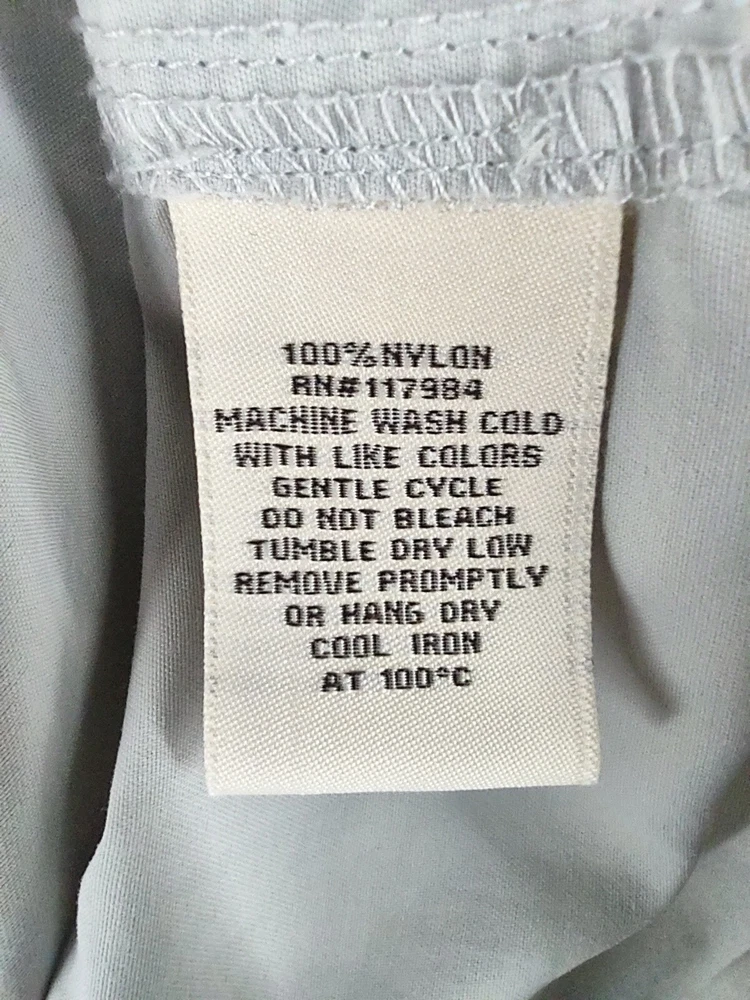 100%NYLON
RN#117984
MACHINE WASH COLD
WITH LIKE COLORS
GENTLE CYCLE
DO NOT BLEACH
TUMBLE DRY LOW
REMOVE PROMPTLY
OR HANG DRY
COOL IRON
AT 100°C